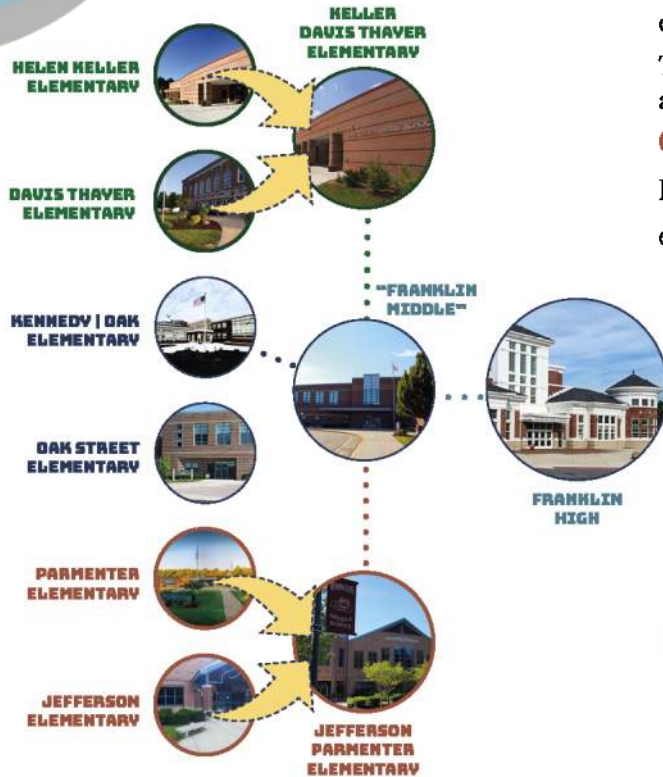 KELLER
DAVIS THAYER
ELEMENTARY
HELEN KELLER
ELEMENTARY
DAVIS THAYER
ELEMENTARY
"FRANKLIN
MIDDLE"
KENNEDY | OAK
ELEMENTARY
OAK STREET
ELEMENTARY
FRANKLIN
HIGH
PARMENTER
ELEMENTARY
JEFFERSON
ELEMENTARY
JEFFERSON
PARMENTER
ELEMENTARY